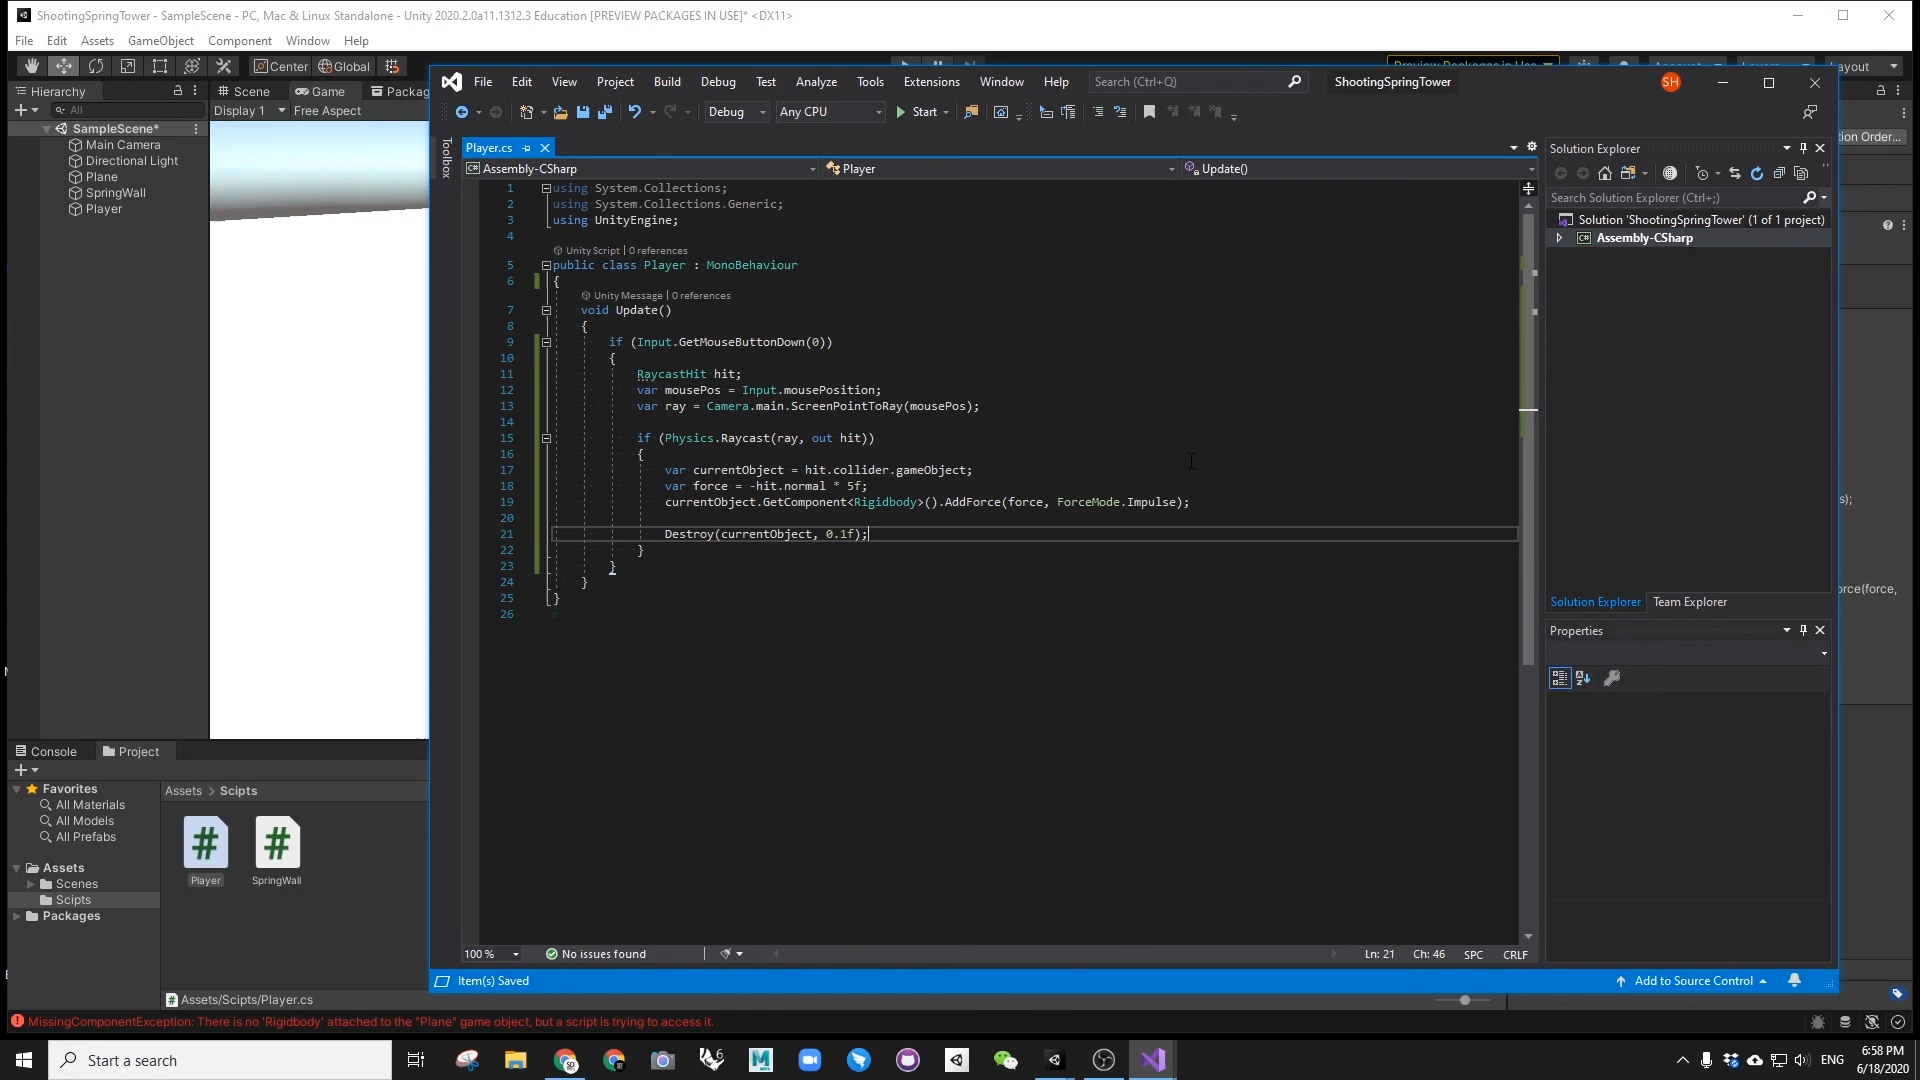 ShootingSpringTower - SampleScene - PC, Mac & Linux Standalone - Unity 2020.2.0a11.1312.3 Education [PREVIEW PACKAGES IN USE]* <DX11>
File Edit Assets GameObject Component Window Help
Center Global
Hierarchy
All
SampleScene*
Main Camera
Directional Light
Plane
SpringWall
Player
Scene Game Packag
Display 1 Free Aspect
File Edit View Project Build Debug Test Analyze Tools Extensions Window Help Search (Ctrl+Q) ShootingSpringTower SH
Debug Any CPU Start
Toolbox
Player.cs
Assembly-CSharp Player Update()
1 using System.Collections;
2 using System.Collections.Generic;
3 using UnityEngine;
4
Unity Script | 0 references
5 public class Player : MonoBehaviour
6 {
Unity Message | 0 references
7 void Update()
8 {
9 if (Input.GetMouseButtonDown(0))
10 {
11 RaycastHit hit;
12 var mousePos = Input.mousePosition;
13 var ray = Camera.main.ScreenPointToRay(mousePos);
14
15 if (Physics.Raycast(ray, out hit))
16 {
17 var currentObject = hit.collider.gameObject;
18 var force = -hit.normal * 5f;
19 currentObject.GetComponent<Rigidbody>().AddForce(force, ForceMode.Impulse);
20
21 Destroy(currentObject, 0.1f);
22 }
23 }
24 }
25 }
26
100 % No issues found Ln: 21 Ch: 46 SPC CRLF
Item(s) Saved Add to Source Control
Solution Explorer
Search Solution Explorer (Ctrl+;)
Solution 'ShootingSpringTower' (1 of 1 project)
Assembly-CSharp
Solution Explorer Team Explorer
Properties
ayout
ion Order...
s);
orce(force,
Console Project
Favorites
All Materials
All Models
All Prefabs
Assets
Scenes
Scipts
Packages
Assets > Scipts
Player SpringWall
Assets/Scipts/Player.cs
MissingComponentException: There is no 'Rigidbody' attached to the "Plane" game object, but a script is trying to access it.
Start a search
ENG
6:58 PM
6/18/2020